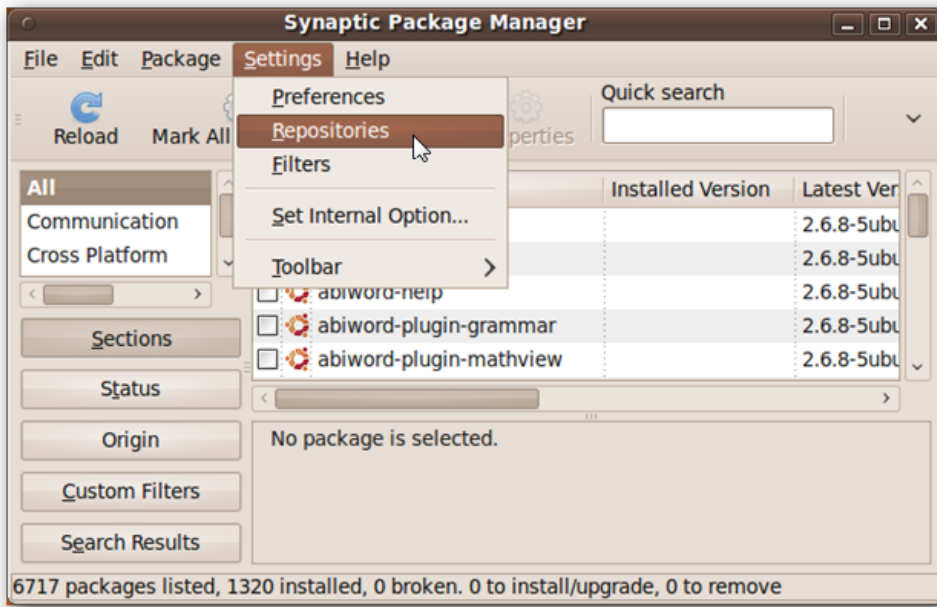 Synaptic Package Manager
File Edit Package Settings Help
Preferences
Repositories
Filters
Set Internal Option...
Toolbar
Reload Mark All perties
Quick search
All
Communication
Cross Platform
Installed Version Latest Ver
2.6.8-5ubu
2.6.8-5ubu
abiword-help 2.6.8-5ubu
abiword-plugin-grammar 2.6.8-5ubu
abiword-plugin-mathview 2.6.8-5ubu
Sections
Status
Origin
Custom Filters
Search Results
No package is selected.
6717 packages listed, 1320 installed, 0 broken. 0 to install/upgrade, 0 to remove